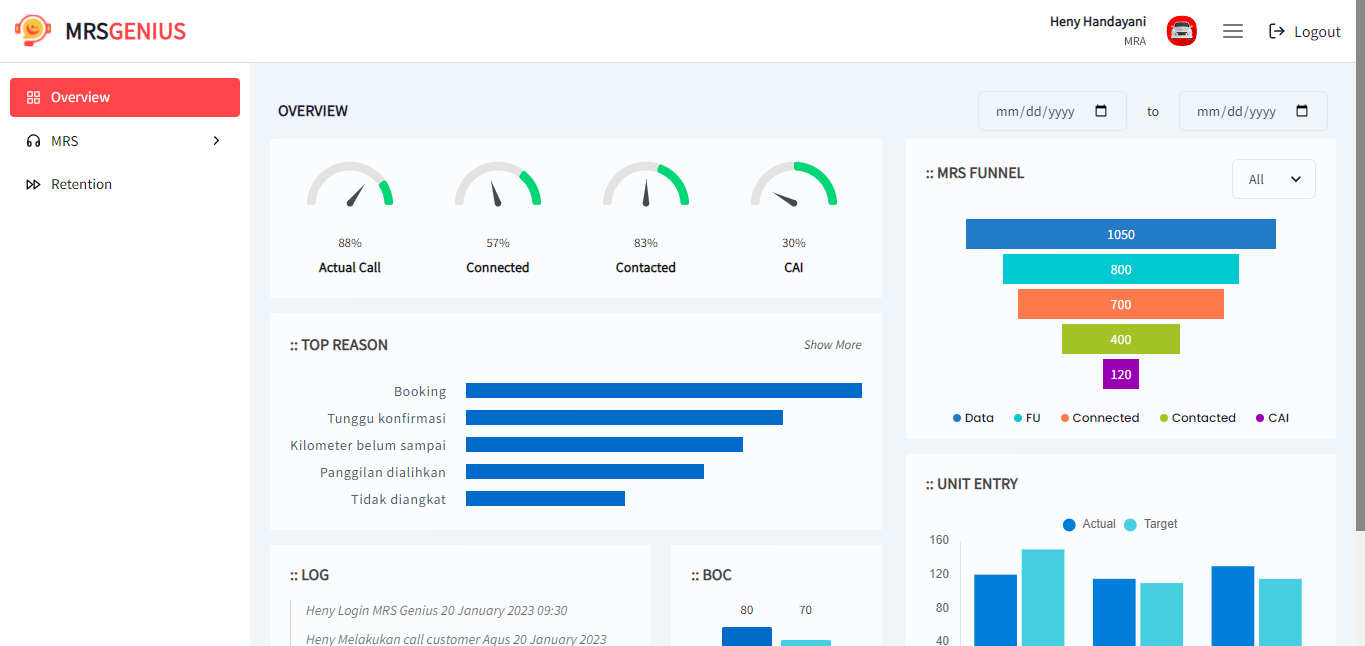 MRSGENIUS
Heny Handayani
MRA
Logout
Overview
MRS
Retention
OVERVIEW
mm/dd/yyyy
to
mm/dd/yyyy
88%
57%
83%
30%
Actual Call
Connected
Contacted
CAI
:: MRS FUNNEL
All
1050
800
700
400
120
Data
FU
Connected
Contacted
CAI
:: TOP REASON
Show More
Booking
Tunggu konfirmasi
Kilometer belum sampai
Panggilan dialihkan
Tidak diangkat
:: UNIT ENTRY
Actual
Target
160
120
80
40
:: LOG
Heny Login MRS Genius 20 January 2023 09:30
Heny Melakukan call customer Agus 20 January 2023
:: BOC
80
70